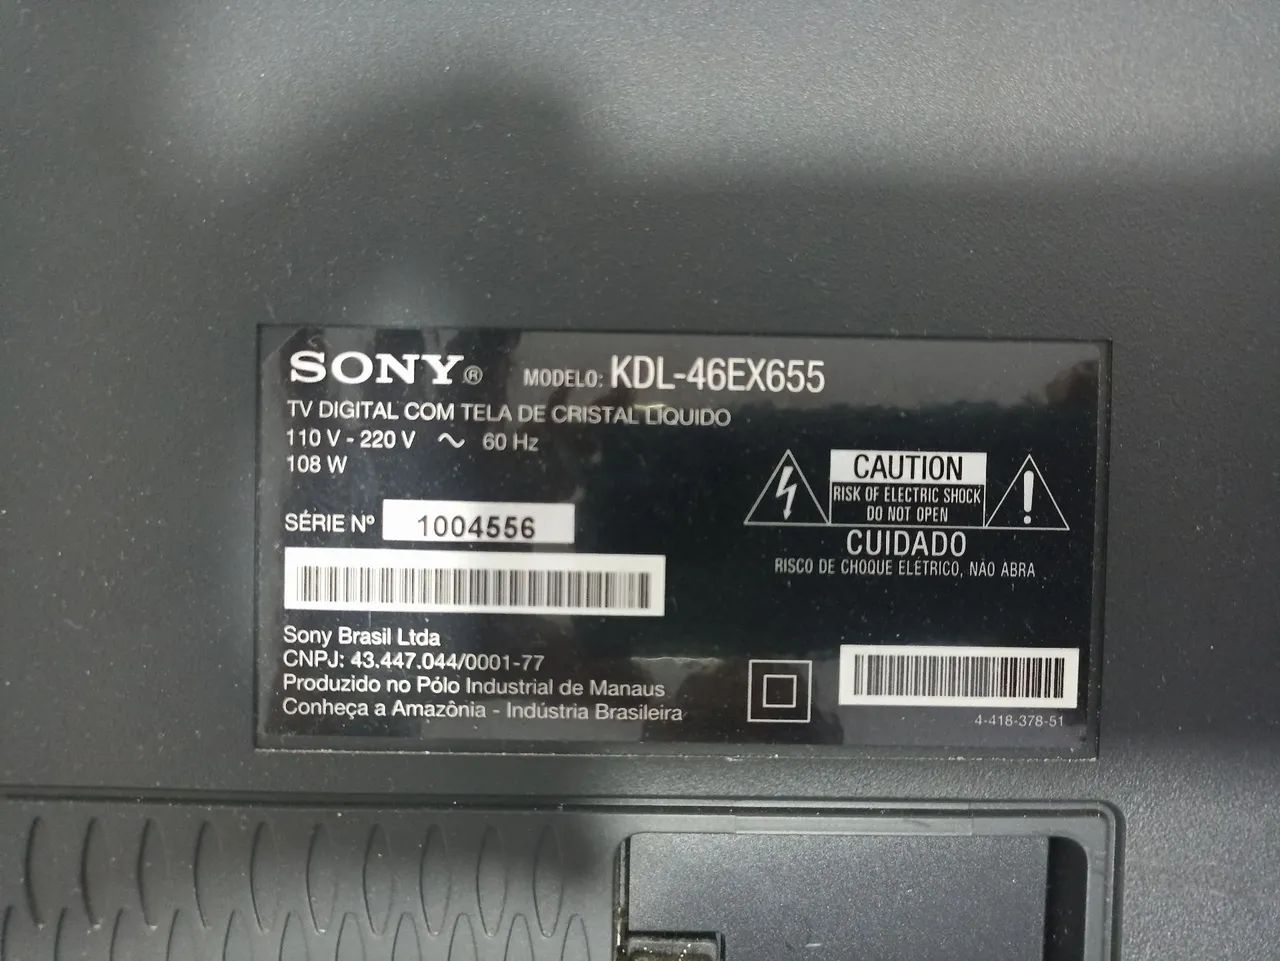 SONY® MODELO: KDL-46EX655
TV DIGITAL COM TELA DE CRISTAL LÍQUIDO
110 V - 220 V ~ 60 Hz
108 W
SÉRIE Nº 1004556
CAUTION
RISK OF ELECTRIC SHOCK
DO NOT OPEN
CUIDADO
RISCO DE CHOQUE ELÉTRICO, NÃO ABRA
Sony Brasil Ltda
CNPJ: 43.447.044/0001-77
Produzido no Pólo Industrial de Manaus
Conheça a Amazônia - Indústria Brasileira
4-418-378-51